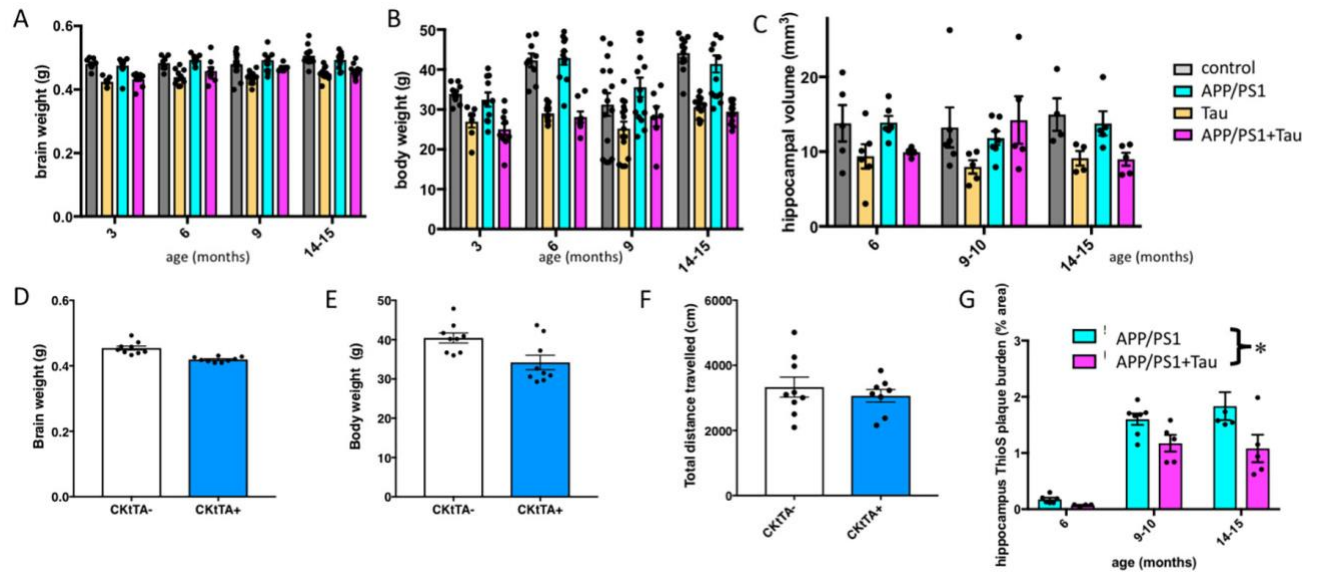 A
brain weight (g)
0.6
0.4
0.2
0.0
3
6
9
14-15
age (months)
B
body weight (g)
50
40
30
20
10
0
3
6
9
14-15
age (months)
C
hippocampal volume (mm³)
20
10
0
6
9-10
14-15
age (months)
control
APP/PS1
Tau
APP/PS1+Tau
D
Brain weight (g)
0.6
0.4
0.2
0.0
CKtTA-
CKtTA+
E
Body weight (g)
50
40
30
20
10
0
CKtTA-
CKtTA+
F
Total distance travelled (cm)
6000
4000
2000
0
CKtTA-
CKtTA+
G
hippocampus ThioS plaque burden (% area)
3
2
1
0
APP/PS1
APP/PS1+Tau
*
6
9-10
14-15
age (months)